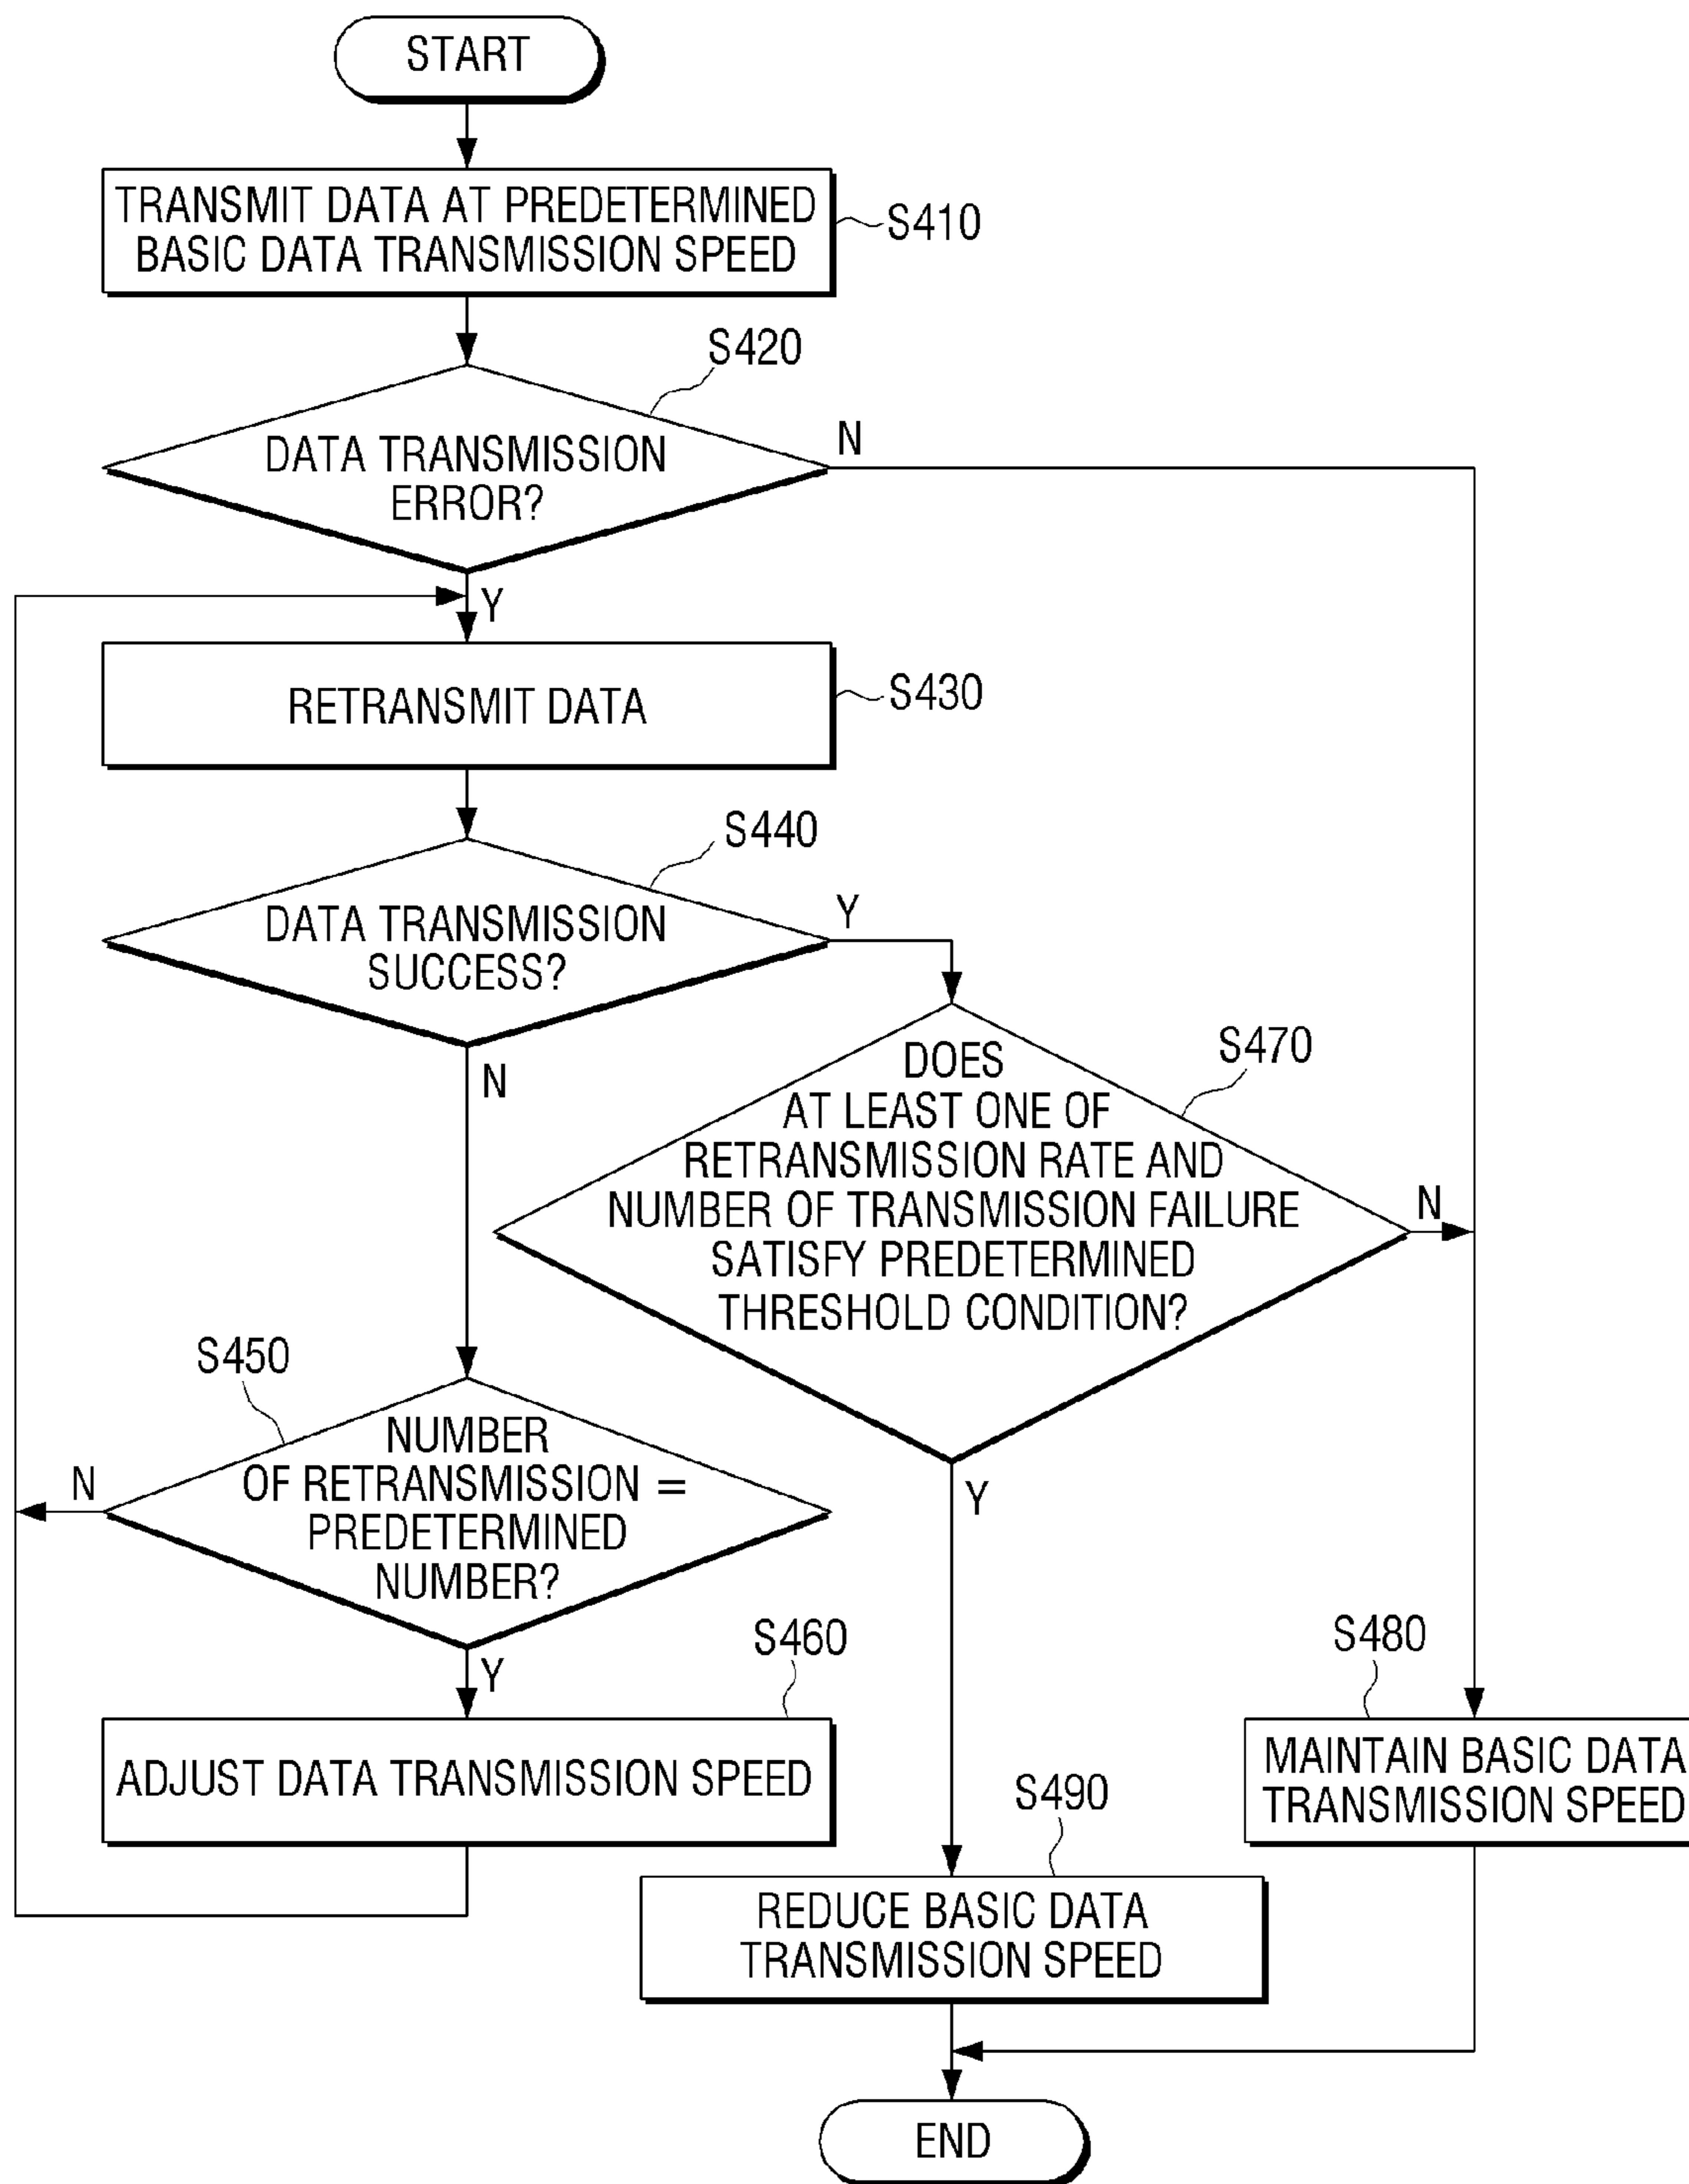 START
TRANSMIT DATA AT PREDETERMINED
BASIC DATA TRANSMISSION SPEED
S410
S420
DATA TRANSMISSION
ERROR?
N
Y
RETRANSMIT DATA
S430
S440
DATA TRANSMISSION
SUCCESS?
Y
N
S470
DOES
AT LEAST ONE OF
RETRANSMISSION RATE AND
NUMBER OF TRANSMISSION FAILURE
SATISFY PREDETERMINED
THRESHOLD CONDITION?
N
Y
S450
NUMBER
OF RETRANSMISSION =
PREDETERMINED
NUMBER?
N
Y
S460
ADJUST DATA TRANSMISSION SPEED
S480
MAINTAIN BASIC DATA
TRANSMISSION SPEED
S490
REDUCE BASIC DATA
TRANSMISSION SPEED
END